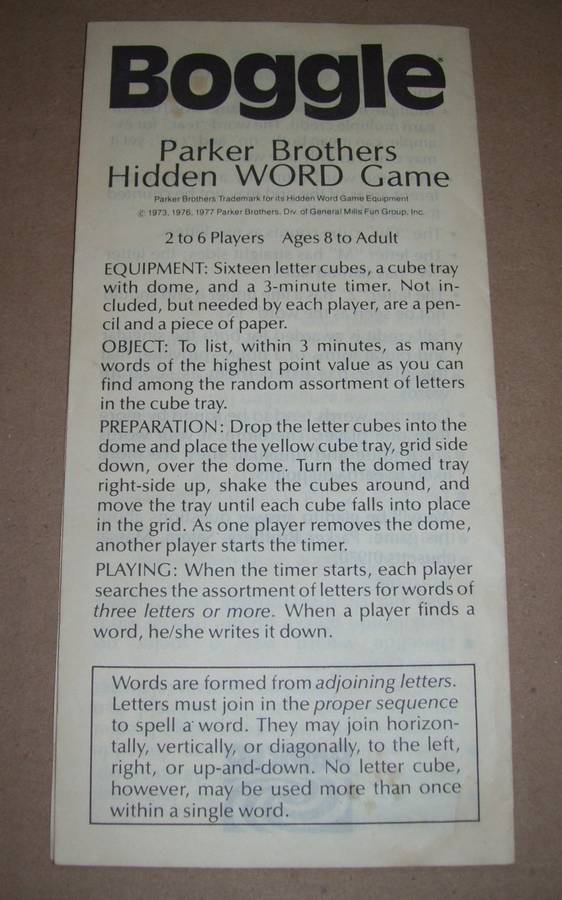 Boggle
Parker Brothers
Hidden WORD Game
Parker Brothers Trademark for its Hidden Word Game Equipment
© 1973, 1976, 1977 Parker Brothers, Div. of General Mills Fun Group, Inc.
2 to 6 Players Ages 8 to Adult
EQUIPMENT: Sixteen letter cubes, a cube tray
with dome, and a 3-minute timer. Not in-
cluded, but needed by each player, are a pen-
cil and a piece of paper.
OBJECT: To list, within 3 minutes, as many
words of the highest point value as you can
find among the random assortment of letters
in the cube tray.
PREPARATION: Drop the letter cubes into the
dome and place the yellow cube tray, grid side
down, over the dome. Turn the domed tray
right-side up, shake the cubes around, and
move the tray until each cube falls into place
in the grid. As one player removes the dome,
another player starts the timer.
PLAYING: When the timer starts, each player
searches the assortment of letters for words of
three letters or more. When a player finds a
word, he/she writes it down.
Words are formed from adjoining letters.
Letters must join in the proper sequence
to spell a word. They may join horizon-
tally, vertically, or diagonally, to the left,
right, or up-and-down. No letter cube,
however, may be used more than once
within a single word.